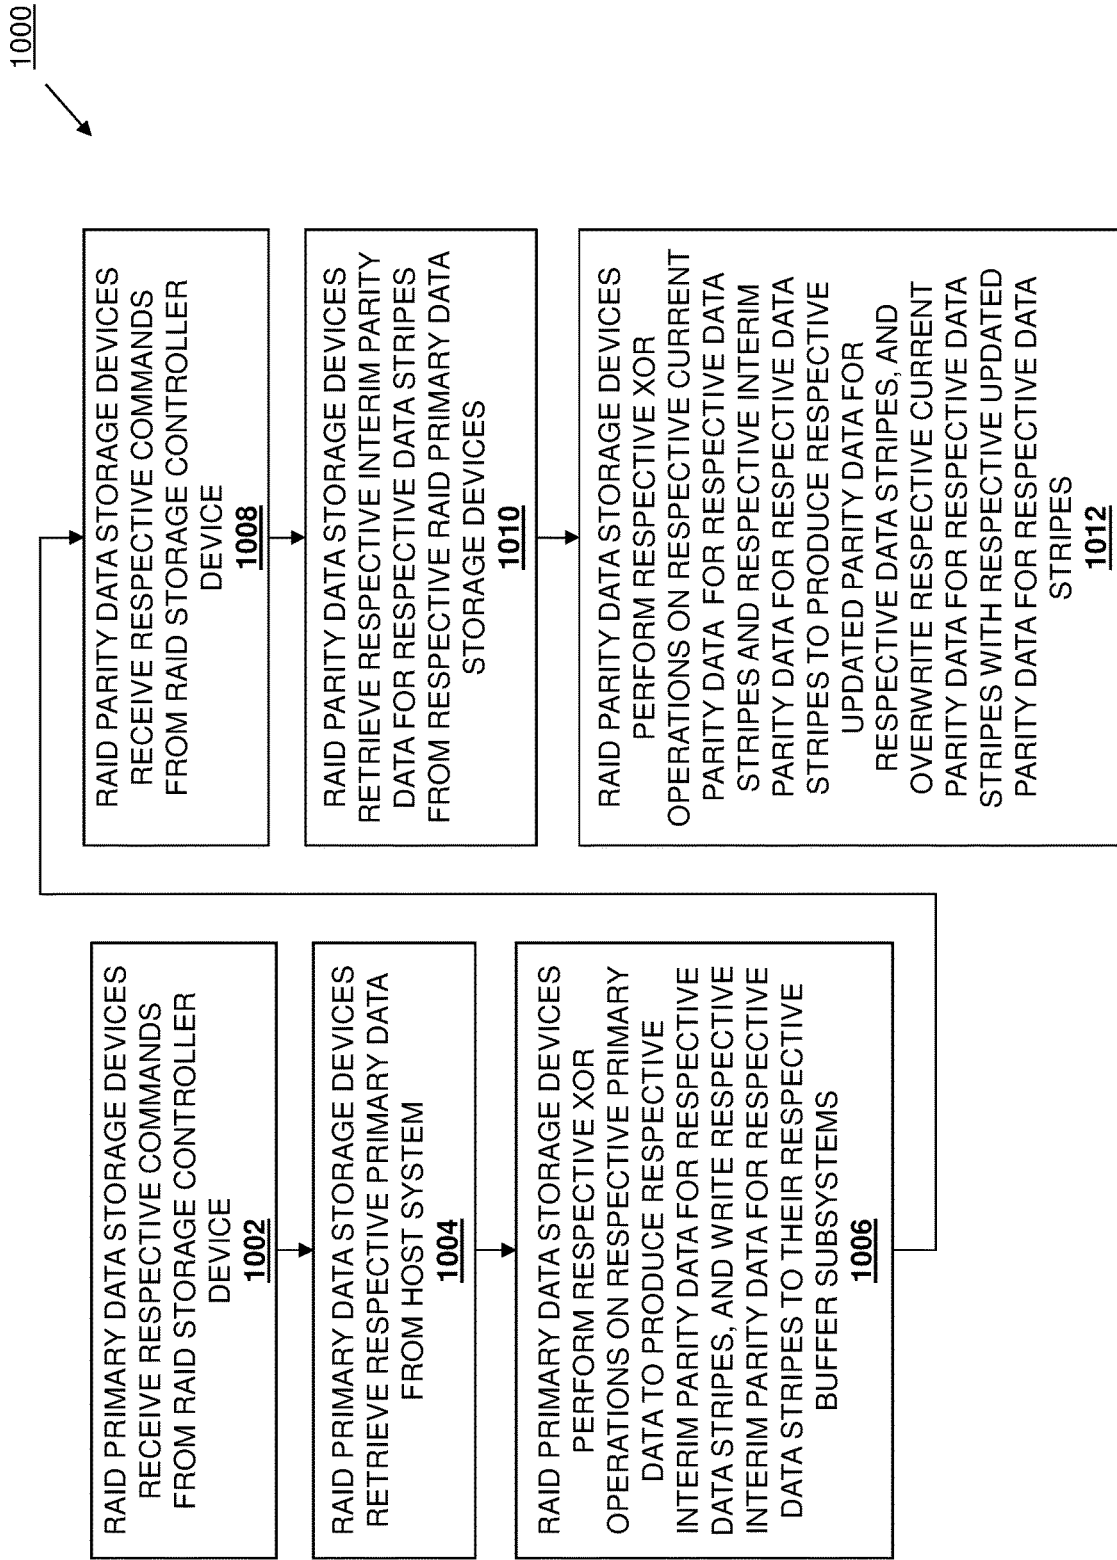 1000
RAID PRIMARY DATA STORAGE DEVICES
RECEIVE RESPECTIVE COMMANDS
FROM RAID STORAGE CONTROLLER
DEVICE
1002
RAID PRIMARY DATA STORAGE DEVICES
RETRIEVE RESPECTIVE PRIMARY DATA
FROM HOST SYSTEM
1004
RAID PRIMARY DATA STORAGE DEVICES
PERFORM RESPECTIVE XOR
OPERATIONS ON RESPECTIVE PRIMARY
DATA TO PRODUCE RESPECTIVE
INTERIM PARITY DATA FOR RESPECTIVE
DATA STRIPES, AND WRITE RESPECTIVE
INTERIM PARITY DATA FOR RESPECTIVE
DATA STRIPES TO THEIR RESPECTIVE
BUFFER SUBSYSTEMS
1006
RAID PARITY DATA STORAGE DEVICES
RECEIVE RESPECTIVE COMMANDS
FROM RAID STORAGE CONTROLLER
DEVICE
1008
RAID PARITY DATA STORAGE DEVICES
RETRIEVE RESPECTIVE INTERIM PARITY
DATA FOR RESPECTIVE DATA STRIPES
FROM RESPECTIVE RAID PRIMARY DATA
STORAGE DEVICES
1010
RAID PARITY DATA STORAGE DEVICES
PERFORM RESPECTIVE XOR
OPERATIONS ON RESPECTIVE CURRENT
PARITY DATA FOR RESPECTIVE DATA
STRIPES AND RESPECTIVE INTERIM
PARITY DATA FOR RESPECTIVE DATA
STRIPES TO PRODUCE RESPECTIVE
UPDATED PARITY DATA FOR
RESPECTIVE DATA STRIPES, AND
OVERWRITE RESPECTIVE CURRENT
PARITY DATA FOR RESPECTIVE DATA
STRIPES WITH RESPECTIVE UPDATED
PARITY DATA FOR RESPECTIVE DATA
STRIPES
1012